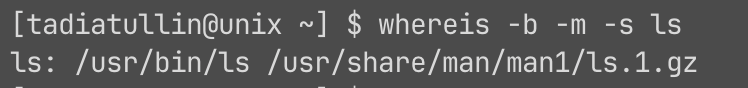 [tadiatullin@unix ~] $ whereis -b -m -s ls
ls: /usr/bin/ls /usr/share/man/man1/ls.1.gz